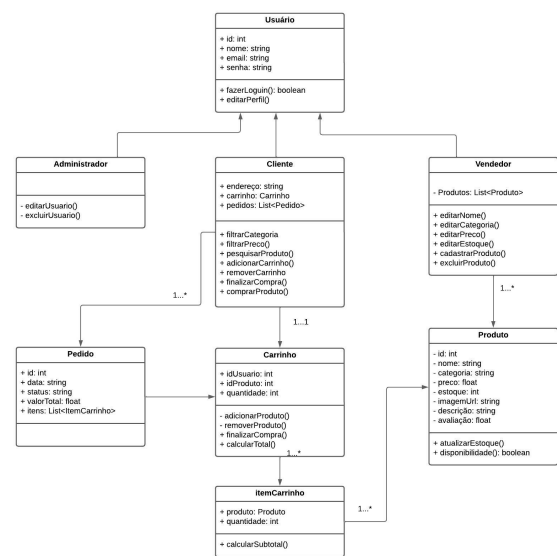 Usuário
+ id: int
+ nome: string
+ email: string
+ senha: string
+ fazerLoguin(): boolean
+ editarPerfil()
Administrador
- editarUsuario()
- excluirUsuario()
Cliente
+ endereço: string
+ carrinho: Carrinho
+ pedidos: List<Pedido>
+ filtrarCategoria
+ filtrarPreco()
+ pesquisarProduto()
+ adicionarCarrinho()
+ removerCarrinho
+ finalizarCompra()
+ comprarProduto()
Vendedor
- Produtos: List<Produto>
+ editarNome()
+ editarCategoria()
+ editarPreco()
+ editarEstoque()
+ cadastrarProduto()
+ excluirProduto()
1...*
1...1
1...*
Pedido
+ id: int
+ data: string
+ status: string
+ valorTotal: float
+ itens: List<ItemCarrinho>
Carrinho
+ idUsuario: int
+ idProduto: int
+ quantidade: int
- adicionarProduto()
- removerProduto()
+ finalizarCompra()
+ calcularTotal()
1...*
Produto
- id: int
- nome: string
- categoria: string
- preco: float
- estoque: int
- imagemUrl: string
- descrição: string
- avaliação: float
+ atualizarEstoque()
+ disponibilidade(): boolean
itemCarrinho
+ produto: Produto
+ quantidade: int
+ calcularSubtotal()
1...*